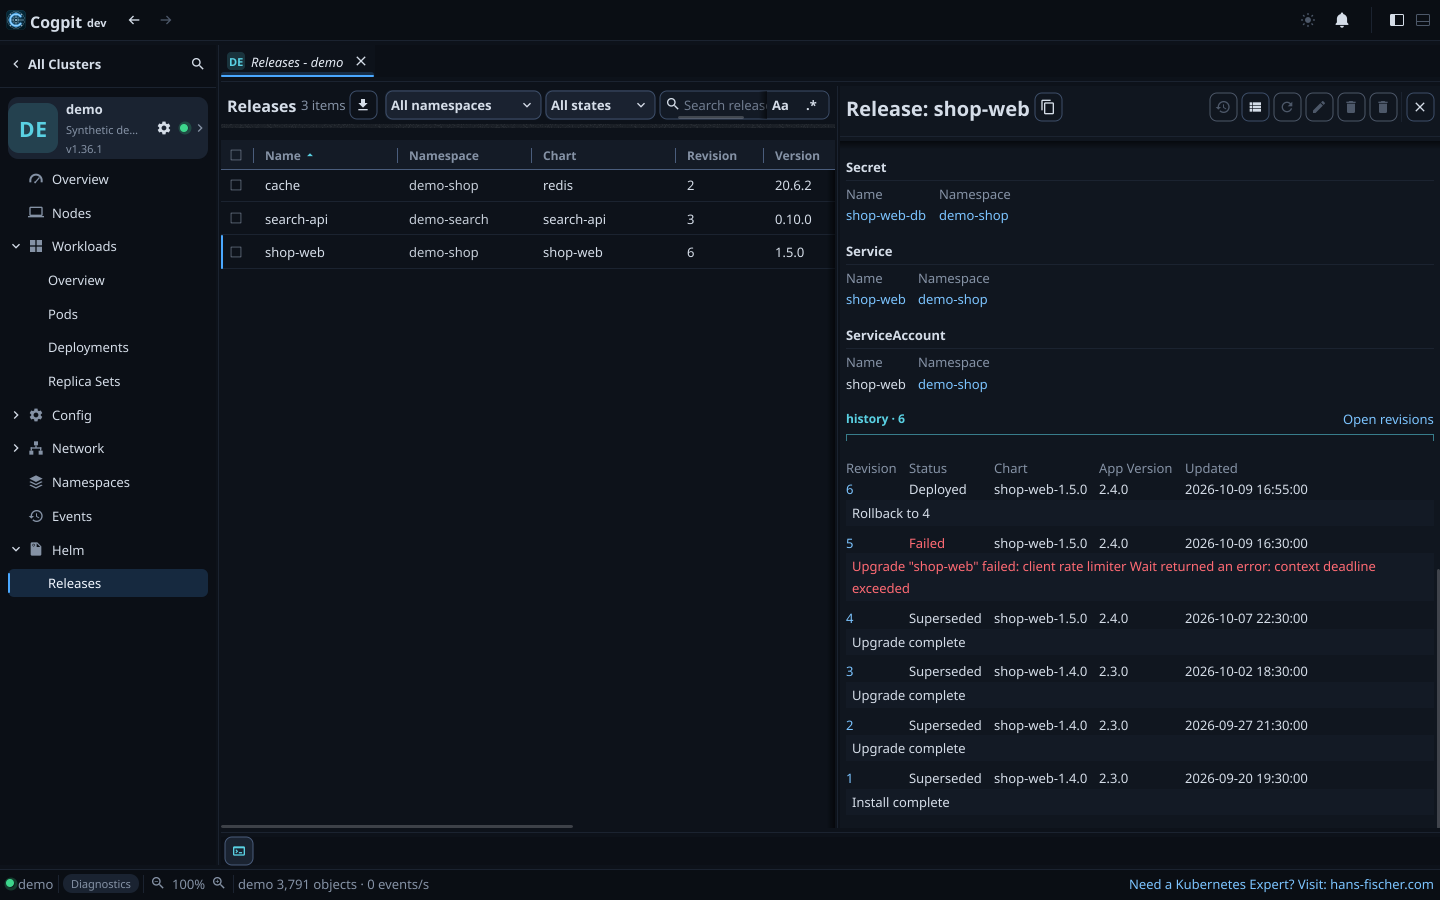 Cogpit dev
All Clusters
DE
demo
Synthetic de...
v1.36.1
Overview
Nodes
Workloads
Overview
Pods
Deployments
Replica Sets
Config
Network
Namespaces
Events
Helm
Releases
DE Releases - demo
Releases 3 items All namespaces All states Search releas Aa .*
Name Namespace Chart Revision Version
cache demo-shop redis 2 20.6.2
search-api demo-search search-api 3 0.10.0
shop-web demo-shop shop-web 6 1.5.0
Release: shop-web
Secret
Name Namespace
shop-web-db demo-shop
Service
Name Namespace
shop-web demo-shop
ServiceAccount
Name Namespace
shop-web demo-shop
history · 6 Open revisions
Revision Status Chart App Version Updated
6 Deployed shop-web-1.5.0 2.4.0 2026-10-09 16:55:00
Rollback to 4
5 Failed shop-web-1.5.0 2.4.0 2026-10-09 16:30:00
Upgrade "shop-web" failed: client rate limiter Wait returned an error: context deadline
exceeded
4 Superseded shop-web-1.5.0 2.4.0 2026-10-07 22:30:00
Upgrade complete
3 Superseded shop-web-1.4.0 2.3.0 2026-10-02 18:30:00
Upgrade complete
2 Superseded shop-web-1.4.0 2.3.0 2026-09-27 21:30:00
Upgrade complete
1 Superseded shop-web-1.4.0 2.3.0 2026-09-20 19:30:00
Install complete
demo Diagnostics 100% demo 3,791 objects · 0 events/s
Need a Kubernetes Expert? Visit: hans-fischer.com